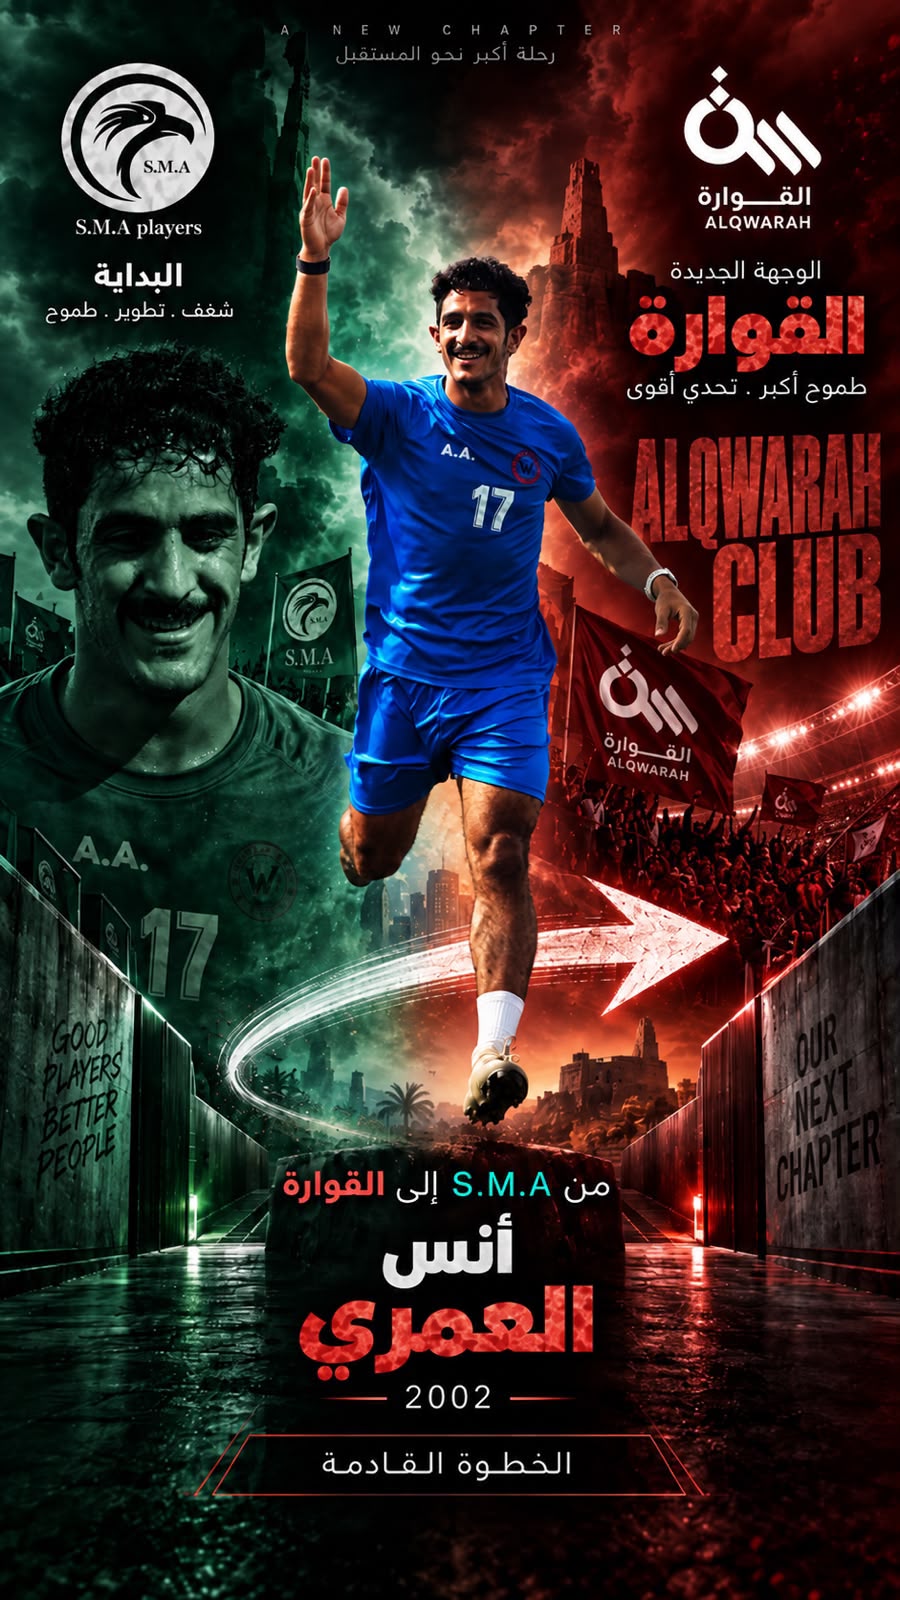 A NEW CHAPTER
رحلة أكبر نحو المستقبل
S.M.A
S.M.A players
البداية
شغف . تطوير . طموح
القوارة
ALQWARAH
الوجهة الجديدة
القوارة
طموح أكبر . تحدي أقوى
ALQWARAH
CLUB
A.A.
W
17
S.M.A
S.M.A
القوارة
ALQWARAH
A.A.
W
17
GOOD
PLAYERS
BETTER
PEOPLE
OUR
NEXT
CHAPTER
من S.M.A إلى القوارة
أنس
العمري
2002
الخطوة القادمة